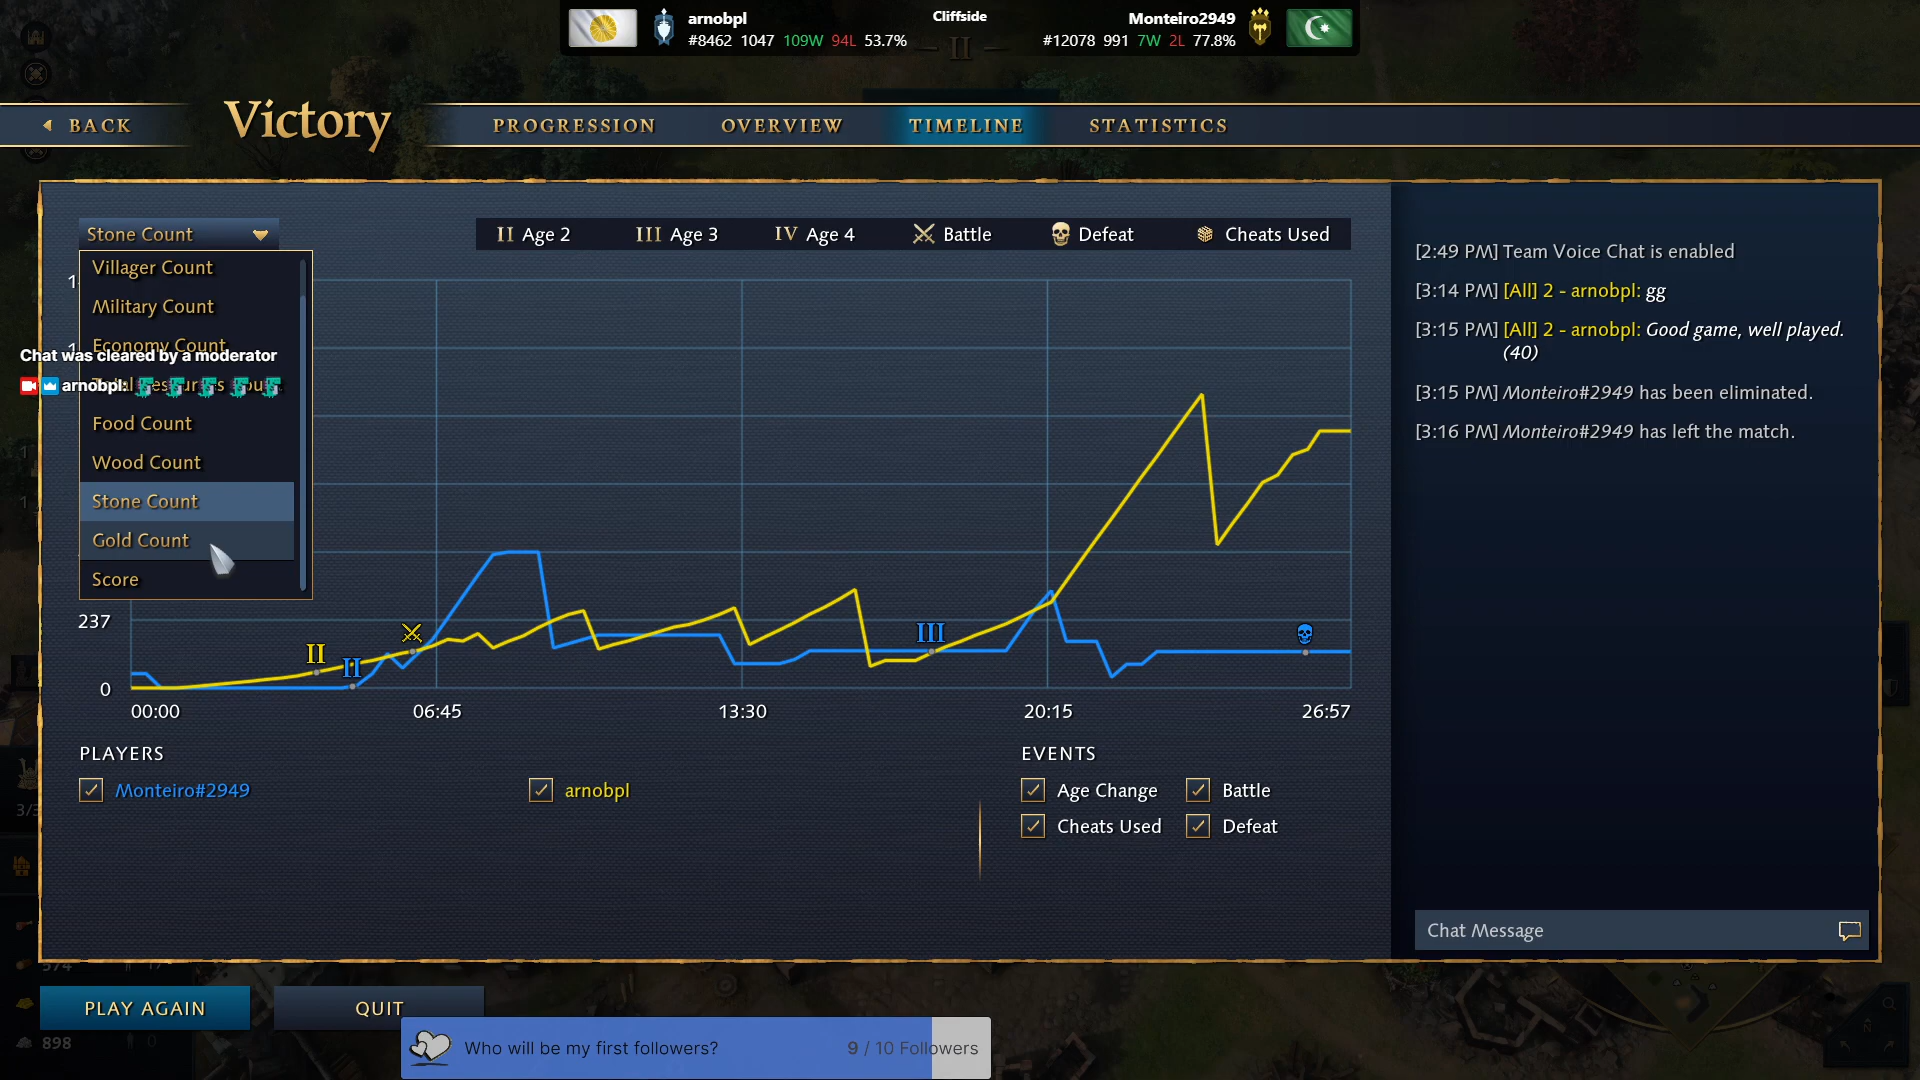 arnobpl
#8462 1047 109W 94L 53.7%
Cliffside
II
Monteiro2949
#12078 991 7W 2L 77.8%
BACK
Victory
PROGRESSION
OVERVIEW
TIMELINE
STATISTICS
Stone Count
II Age 2
III Age 3
IV Age 4
Battle
Defeat
Cheats Used
Villager Count
Military Count
Economy Count
Chat was cleared by a moderator
arnobpl:
Food Count
Wood Count
Stone Count
Gold Count
Score
237
0
II
II
III
00:00
06:45
13:30
20:15
26:57
PLAYERS
Monteiro#2949
arnobpl
EVENTS
Age Change
Battle
Cheats Used
Defeat
[2:49 PM] Team Voice Chat is enabled
[3:14 PM] [All] 2 - arnobpl: gg
[3:15 PM] [All] 2 - arnobpl: Good game, well played.
(40)
[3:15 PM] Monteiro#2949 has been eliminated.
[3:16 PM] Monteiro#2949 has left the match.
Chat Message
PLAY AGAIN
QUIT
898
0
Who will be my first followers?
9 / 10 Followers